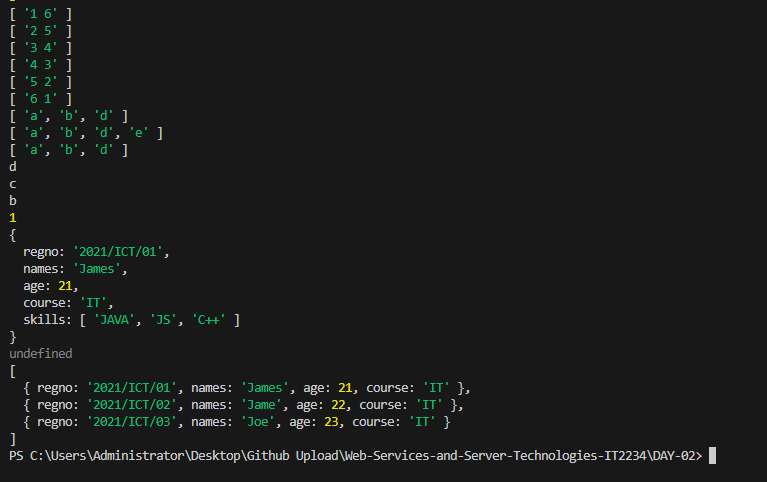 [ '1 6' ]
[ '2 5' ]
[ '3 4' ]
[ '4 3' ]
[ '5 2' ]
[ '6 1' ]
[ 'a', 'b', 'd' ]
[ 'a', 'b', 'd', 'e' ]
[ 'a', 'b', 'd' ]
d
c
b
1
{
  regno: '2021/ICT/01',
  names: 'James',
  age: 21,
  course: 'IT',
  skills: [ 'JAVA', 'JS', 'C++' ]
}
undefined
[
  { regno: '2021/ICT/01', names: 'James', age: 21, course: 'IT' },
  { regno: '2021/ICT/02', names: 'Jame', age: 22, course: 'IT' },
  { regno: '2021/ICT/03', names: 'Joe', age: 23, course: 'IT' }
]
PS C:\Users\Administrator\Desktop\Github Upload\Web-Services-and-Server-Technologies-IT2234\DAY-02>